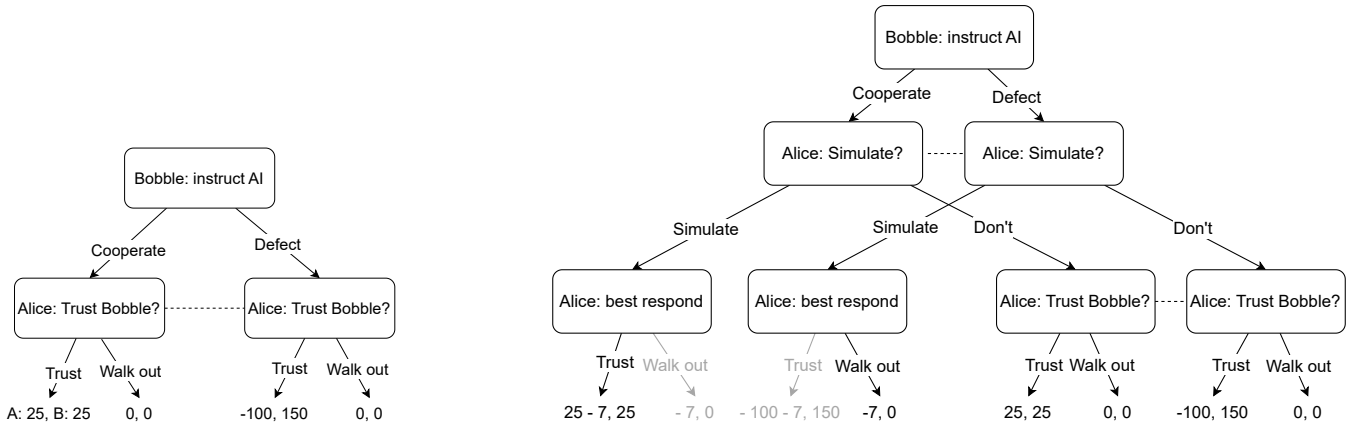 Bobble: instruct AI
Cooperate
Defect
Alice: Trust Bobble?
Alice: Trust Bobble?
Trust
Walk out
Trust
Walk out
A: 25, B: 25
0, 0
-100, 150
0, 0
Bobble: instruct AI
Cooperate
Defect
Alice: Simulate?
Alice: Simulate?
Simulate
Simulate
Don't
Don't
Alice: best respond
Alice: best respond
Alice: Trust Bobble?
Alice: Trust Bobble?
Trust
Walk out
Trust
Walk out
Trust
Walk out
Trust
Walk out
25 - 7, 25
- 7, 0
- 100 - 7, 150
-7, 0
25, 25
0, 0
-100, 150
0, 0